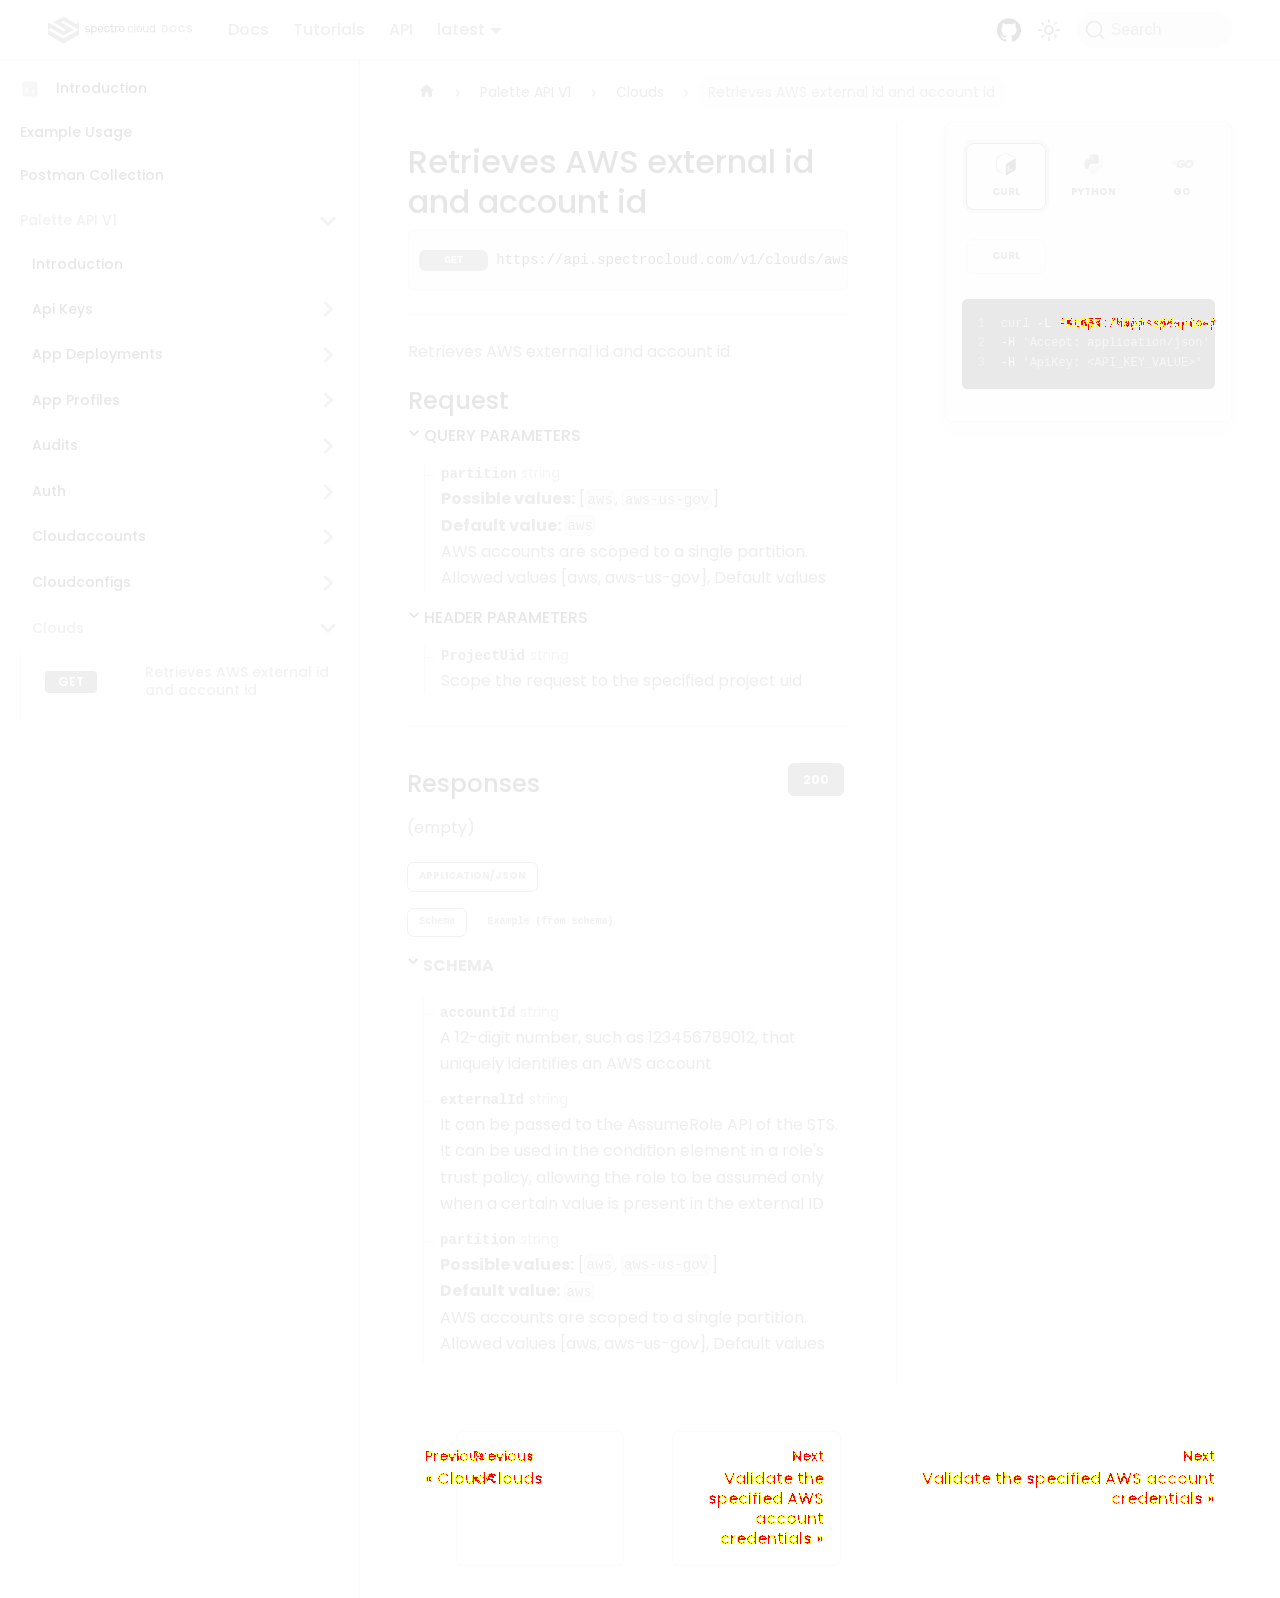 spectro cloud DOCS Docs Tutorials API latest Search
Introduction
Example Usage
Postman Collection
Palette API V1
Introduction
Api Keys
App Deployments
App Profiles
Audits
Auth
Cloudaccounts
Cloudconfigs
Clouds
GET Retrieves AWS external id
and account id
Palette API V1 Clouds Retrieves AWS external id and account id
Retrieves AWS external id
and account id
GET https://api.spectrocloud.com/v1/clouds/aws
Retrieves AWS external id and account id
Request
QUERY PARAMETERS
partition string
Possible values: [aws, aws-us-gov]
Default value: aws
AWS accounts are scoped to a single partition.
Allowed values [aws, aws-us-gov], Default values
HEADER PARAMETERS
ProjectUid string
Scope the request to the specified project uid
Responses
200
(empty)
APPLICATION/JSON
Schema Example (from schema)
SCHEMA
accountId string
A 12-digit number, such as 123456789012, that
uniquely identifies an AWS account
externalId string
It can be passed to the AssumeRole API of the STS.
It can be used in the condition element in a role's
trust policy, allowing the role to be assumed only
when a certain value is present in the external ID
partition string
Possible values: [aws, aws-us-gov]
Default value: aws
AWS accounts are scoped to a single partition.
Allowed values [aws, aws-us-gov], Default values
CURL PYTHON GO
CURL
1 curl -L
2 -H 'Accept: application/json'
3 -H 'ApiKey: <API_KEY_VALUE>'
Previous
Previous
Clouds
Next
Validate the
specified AWS
account
credentials »
Next
Validate the specified AWS account
credentials »